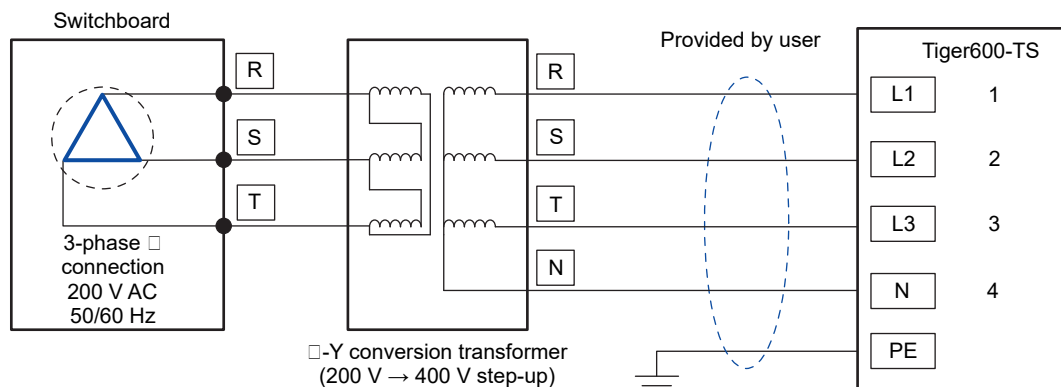 Switchboard
R
S
T
3-phase □
connection
200 V AC
50/60 Hz
□-Y conversion transformer
(200 V → 400 V step-up)
R
S
T
N
Provided by user
Tiger600-TS
L1 1
L2 2
L3 3
N 4
PE